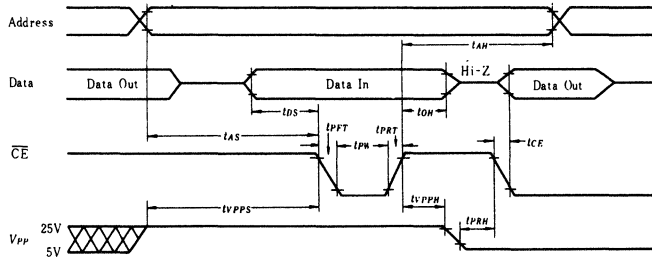 Address
tAH
Hi-Z
Data
Data Out
Data In
Data Out
tDS
tOH
tAS
tPFT
tPW
tPRT
tCE
CE
tVPPS
tVPPH
tPRH
VPP
25V
5V